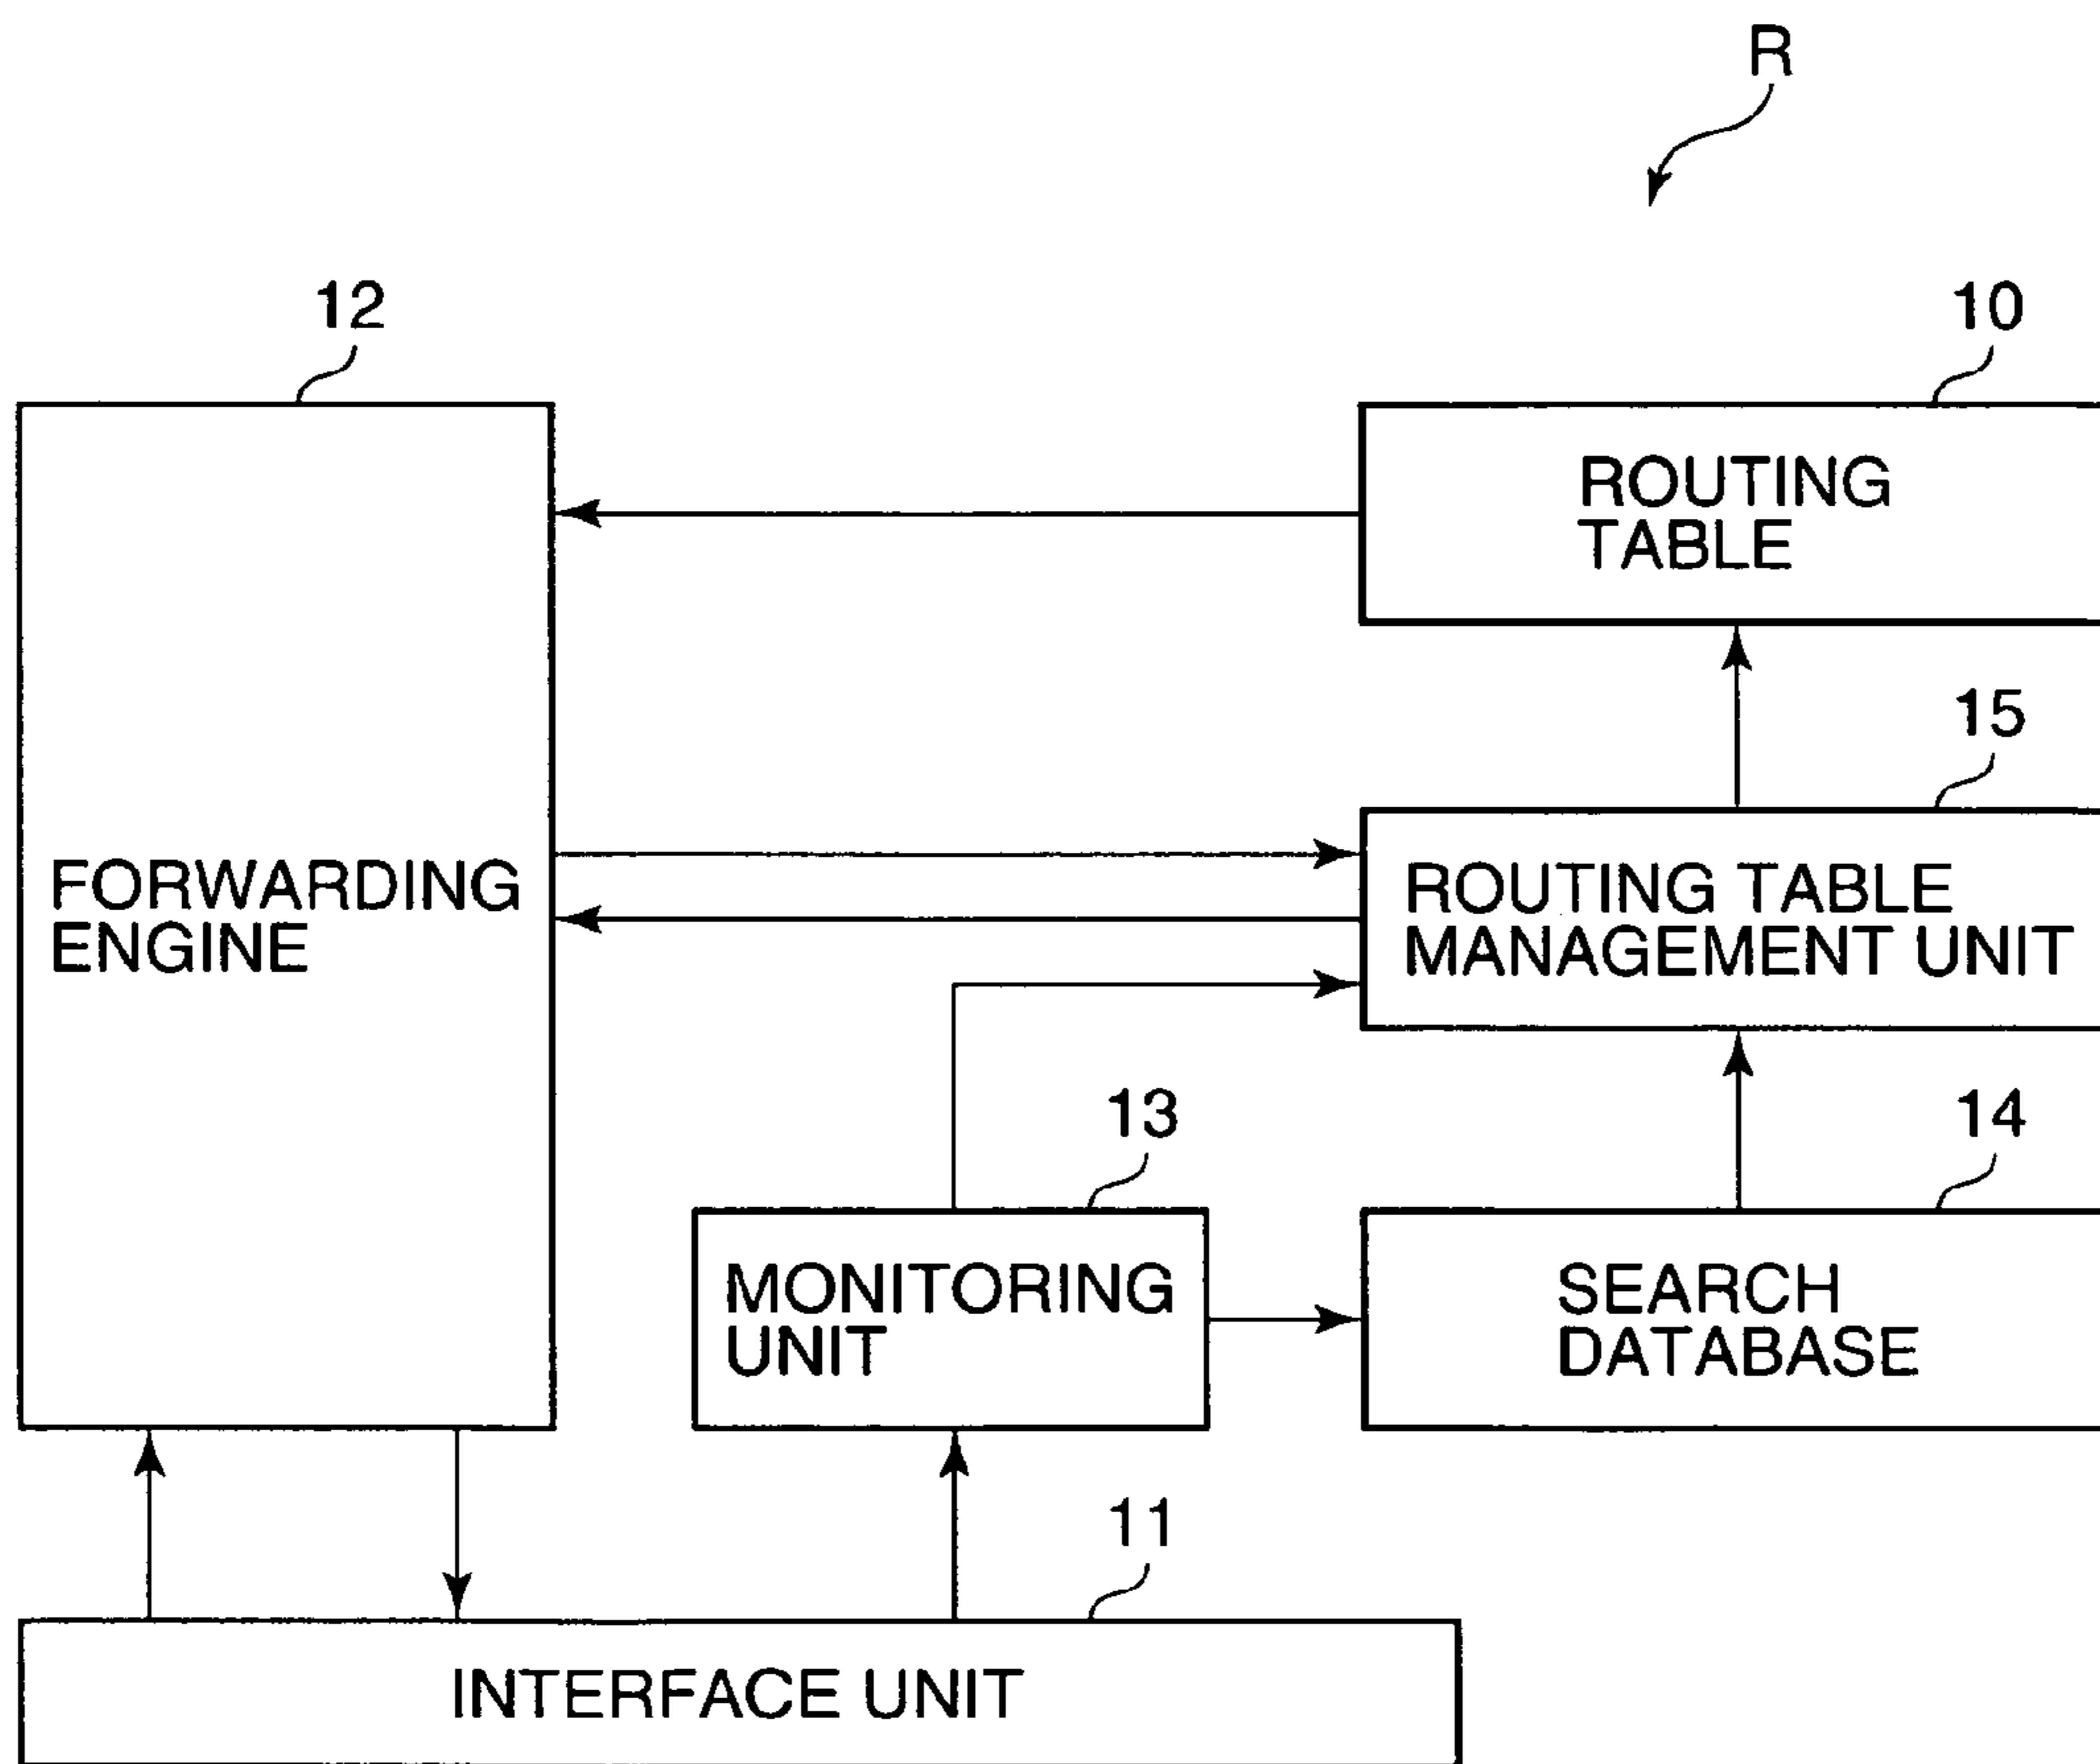 R
12
10
ROUTING
TABLE
15
FORWARDING
ENGINE
ROUTING TABLE
MANAGEMENT UNIT
13
14
MONITORING
UNIT
SEARCH
DATABASE
11
INTERFACE UNIT